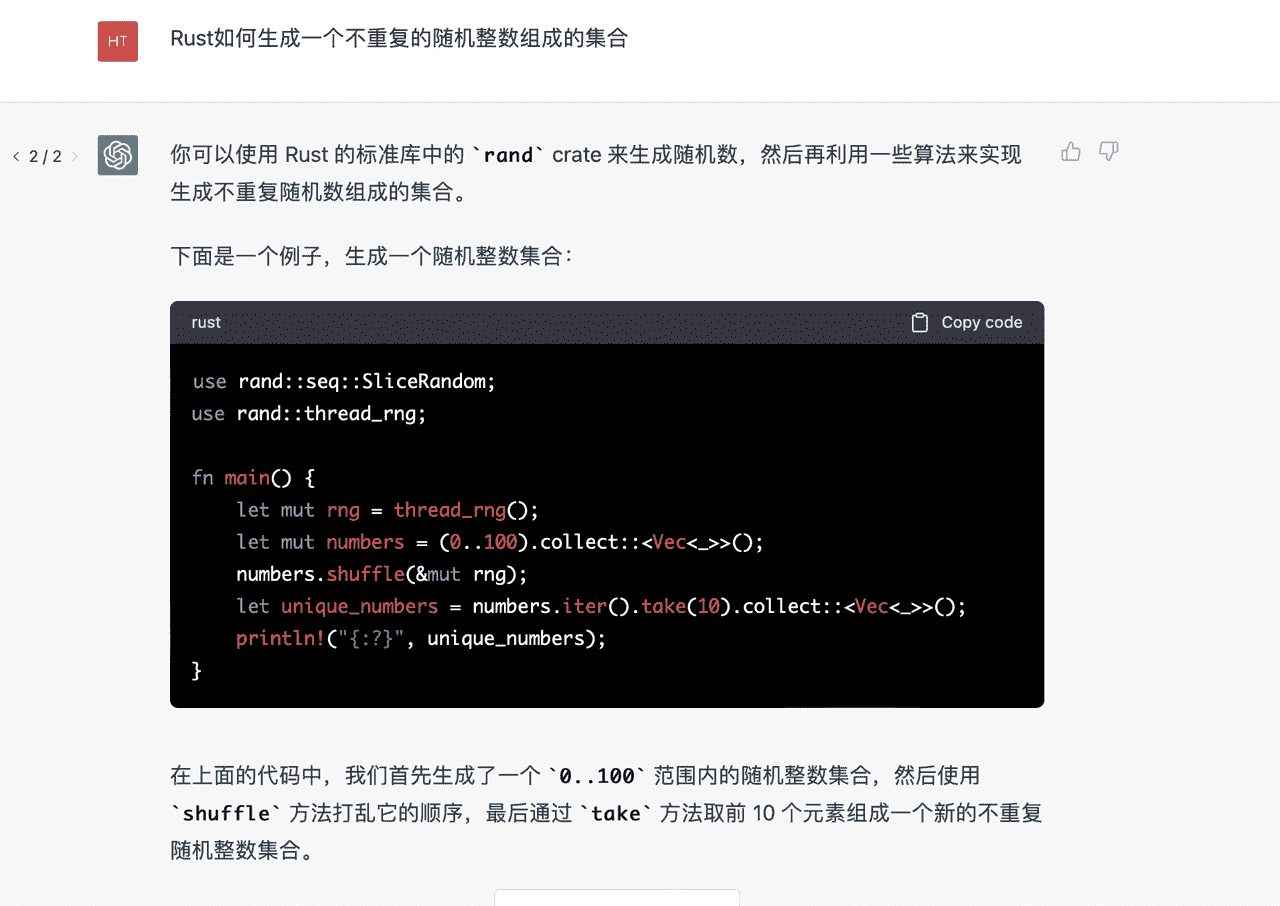 HT
Rust如何生成一个不重复的随机整数组成的集合
2 / 2
你可以使用 Rust 的标准库中的 `rand` crate 来生成随机数，然后再利用一些算法来实现
生成不重复随机数组成的集合。
下面是一个例子，生成一个随机整数集合：
rust
Copy code
use rand::seq::SliceRandom;
use rand::thread_rng;
fn main() {
    let mut rng = thread_rng();
    let mut numbers = (0..100).collect::<Vec<_>>();
    numbers.shuffle(&mut rng);
    let unique_numbers = numbers.iter().take(10).collect::<Vec<_>>();
    println!("{:?}", unique_numbers);
}
在上面的代码中，我们首先生成了一个 `0..100` 范围内的随机整数集合，然后使用
`shuffle` 方法打乱它的顺序，最后通过 `take` 方法取前 10 个元素组成一个新的不重复
随机整数集合。